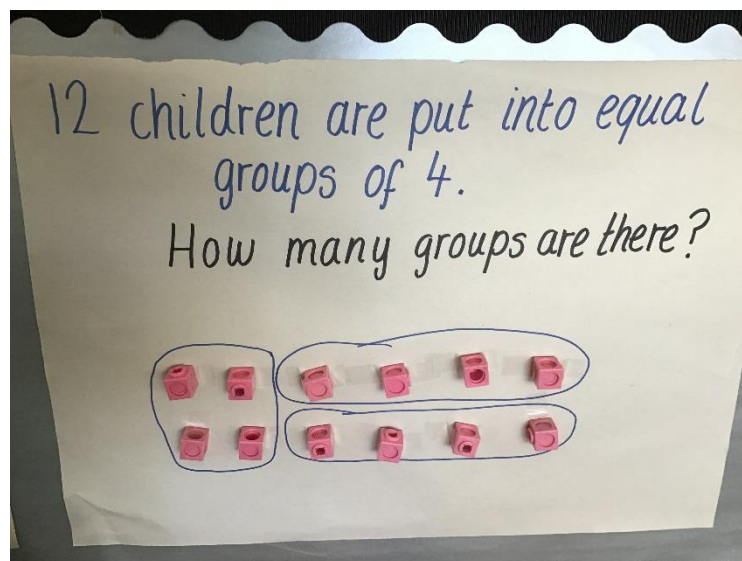 12 children are put into equal
groups of 4.
How many groups are there?